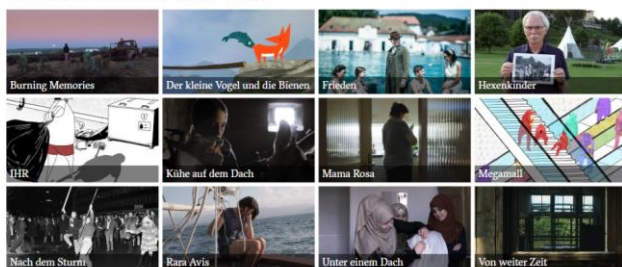 Burning Memories
Der kleine Vogel und die Bienen
Frieden
Hexenkinder
IHR
Kühe auf dem Dach
Mama Rosa
Megamall
Nach dem Sturm
Rara Avis
Unter einem Dach
Von weiter Zeit